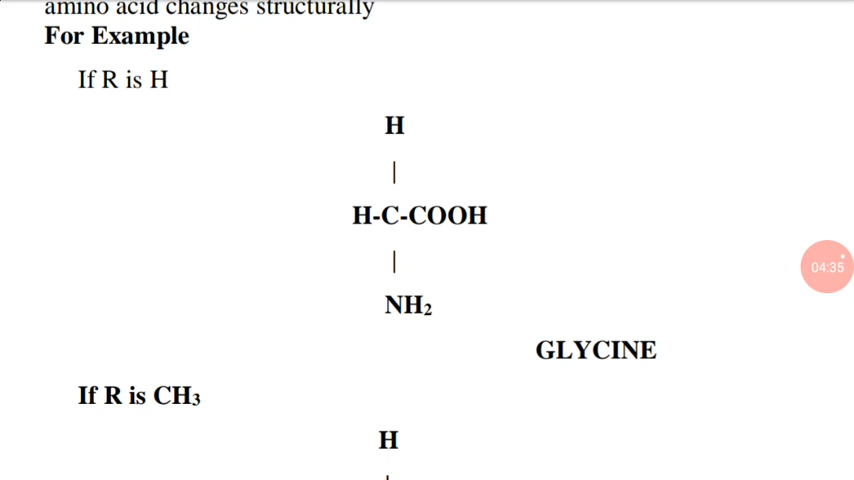 amino acid changes structurally
For Example
If R is H
H
|
H-C-COOH
|
NH₂
GLYCINE
04:35
If R is CH₃
H